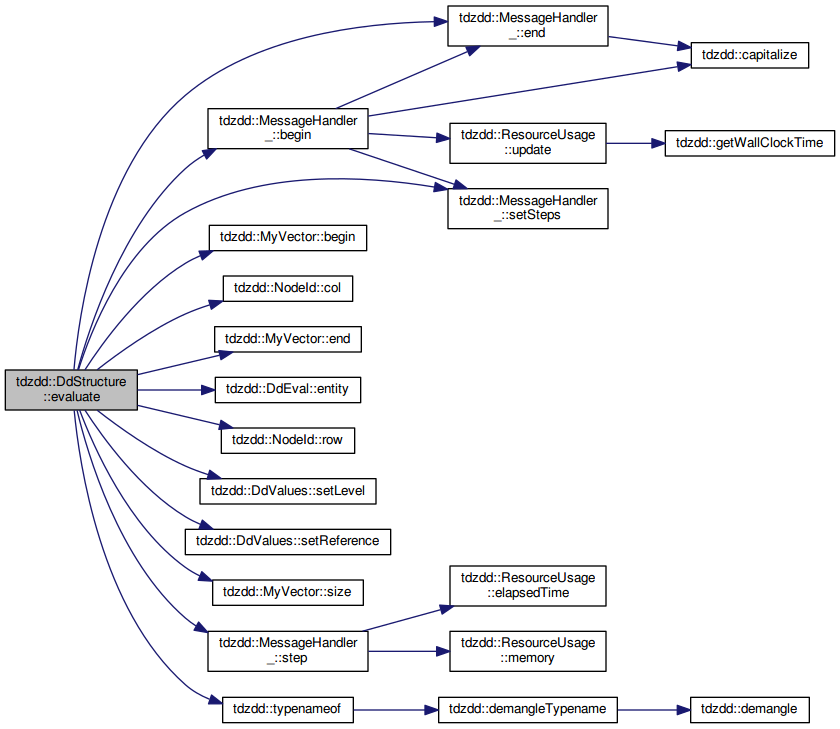 tdzdd::MessageHandler
_::end
tdzdd::capitalize
tdzdd::MessageHandler
_::begin
tdzdd::ResourceUsage
::update
tdzdd::getWallClockTime
tdzdd::MessageHandler
_::setSteps
tdzdd::MyVector::begin
tdzdd::NodeId::col
tdzdd::MyVector::end
tdzdd::DdStructure
::evaluate
tdzdd::DdEval::entity
tdzdd::NodeId::row
tdzdd::DdValues::setLevel
tdzdd::DdValues::setReference
tdzdd::MyVector::size
tdzdd::ResourceUsage
::elapsedTime
tdzdd::MessageHandler
_::step
tdzdd::ResourceUsage
::memory
tdzdd::typenameof
tdzdd::demangleTypename
tdzdd::demangle